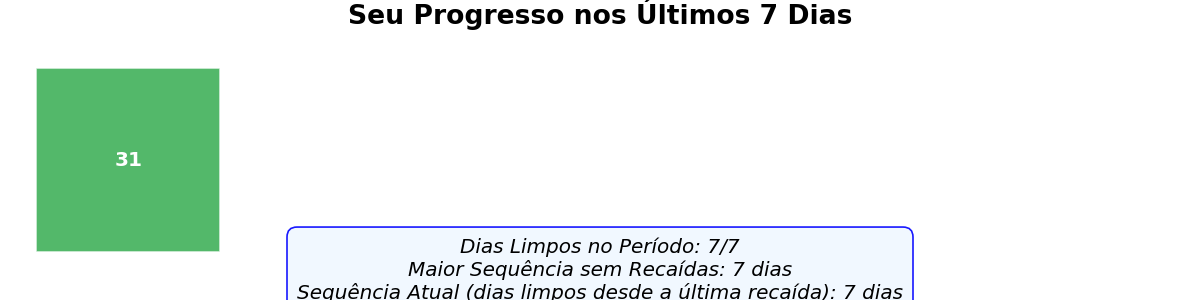 Seu Progresso nos Últimos 7 Dias
31
Dias Limpos no Período: 7/7
Maior Sequência sem Recaídas: 7 dias
Sequência Atual (dias limpos desde a última recaída): 7 dias